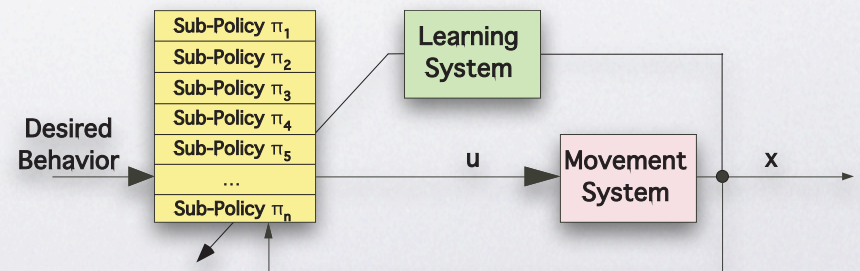 Sub-Policy π1
Sub-Policy π2
Sub-Policy π3
Sub-Policy π4
Sub-Policy π5
...
Sub-Policy πn
Desired
Behavior
Learning
System
u
Movement
System
x